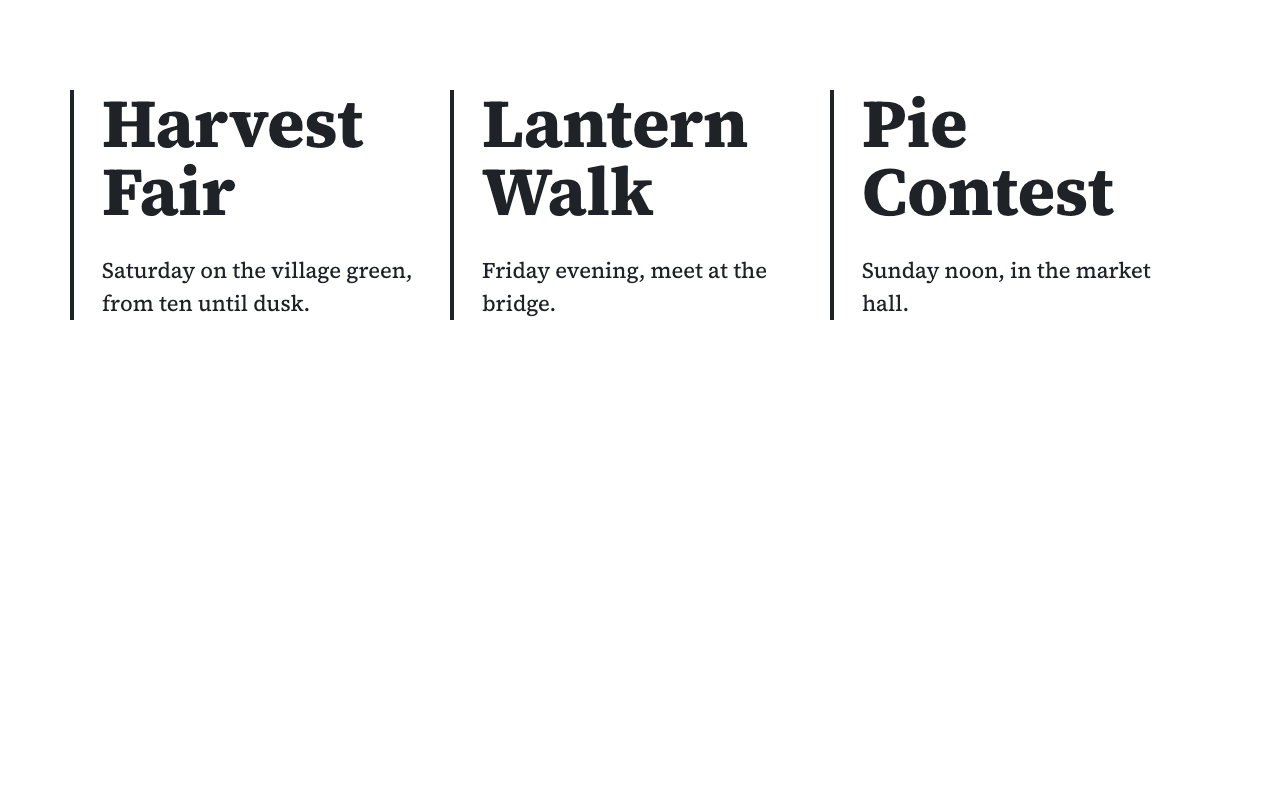 Harvest
Fair
Saturday on the village green,
from ten until dusk.
Lantern
Walk
Friday evening, meet at the
bridge.
Pie
Contest
Sunday noon, in the market
hall.